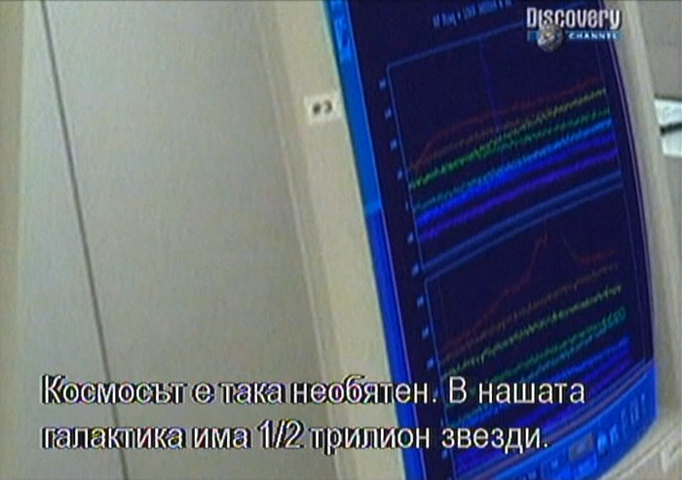 Discovery
CHANNEL
#3
Космосът е така необятен. В нашата
галактика има 1/2 трилион звезди.